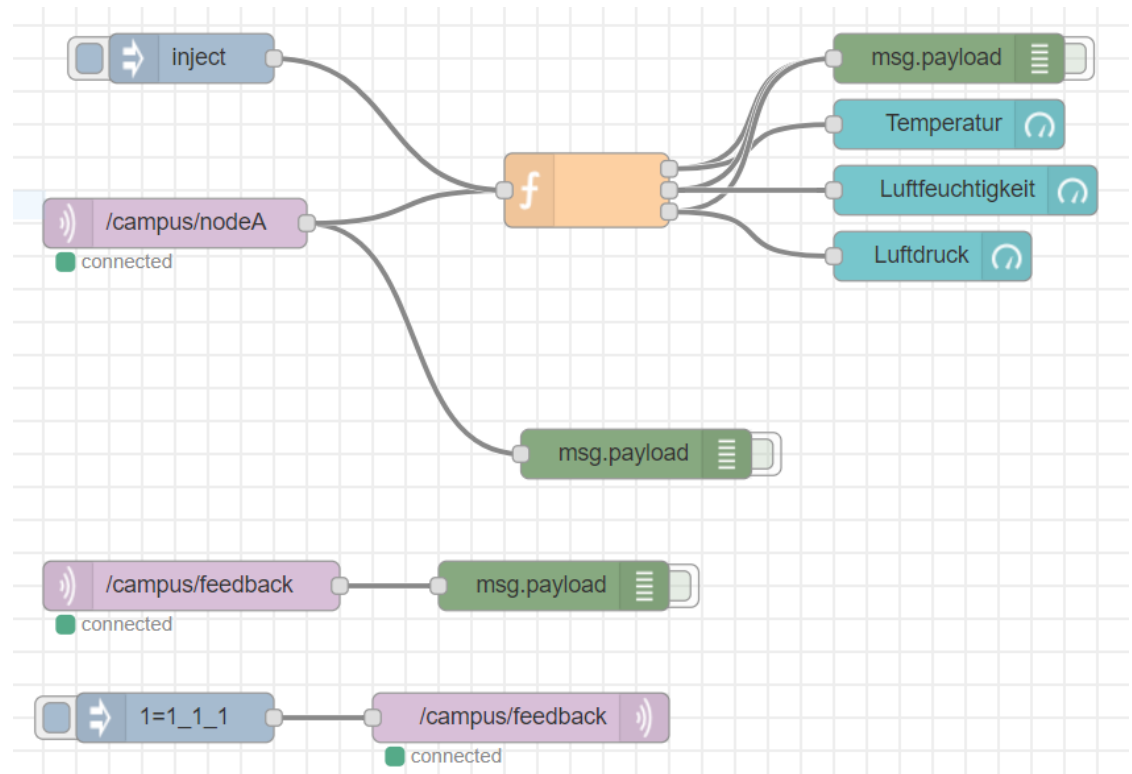 inject
msg.payload
Temperatur
Luftfeuchtigkeit
/campus/nodeA
connected
Luftdruck
msg.payload
/campus/feedback
msg.payload
connected
1=1_1_1
/campus/feedback
connected